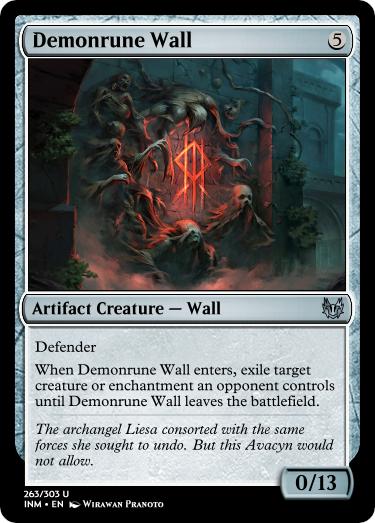 Demonrune Wall 5
Artifact Creature — Wall
Defender
When Demonrune Wall enters, exile target
creature or enchantment an opponent controls
until Demonrune Wall leaves the battlefield.
The archangel Liesa consorted with the same
forces she sought to undo. But this Avacyn would
not allow.
0/13
263/303 U
INM • EN Wirawan Pranoto